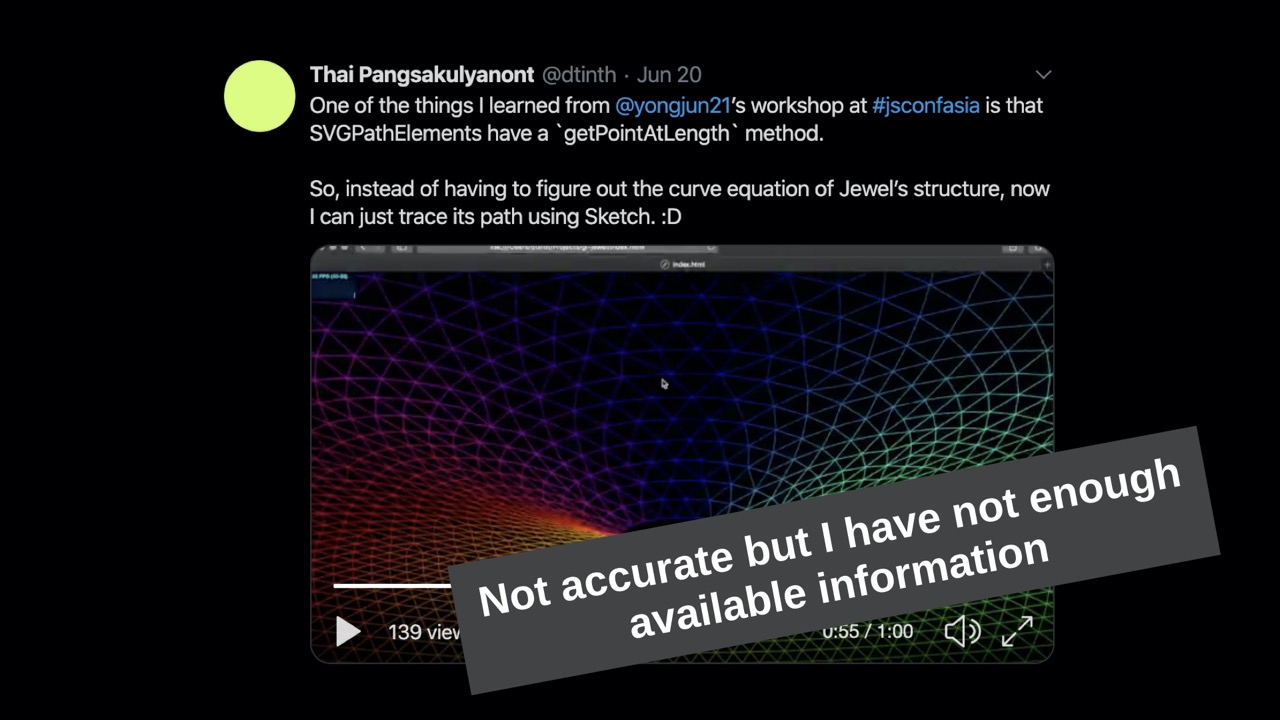 Thai Pangsakulyanont @dtinth · Jun 20
One of the things I learned from @yongjun21's workshop at #jsconfasia is that
SVGPathElements have a `getPointAtLength` method.
So, instead of having to figure out the curve equation of Jewel's structure, now
I can just trace its path using Sketch. :D
index.html
Not accurate but I have not enough
available information
139
0:55 / 1:00